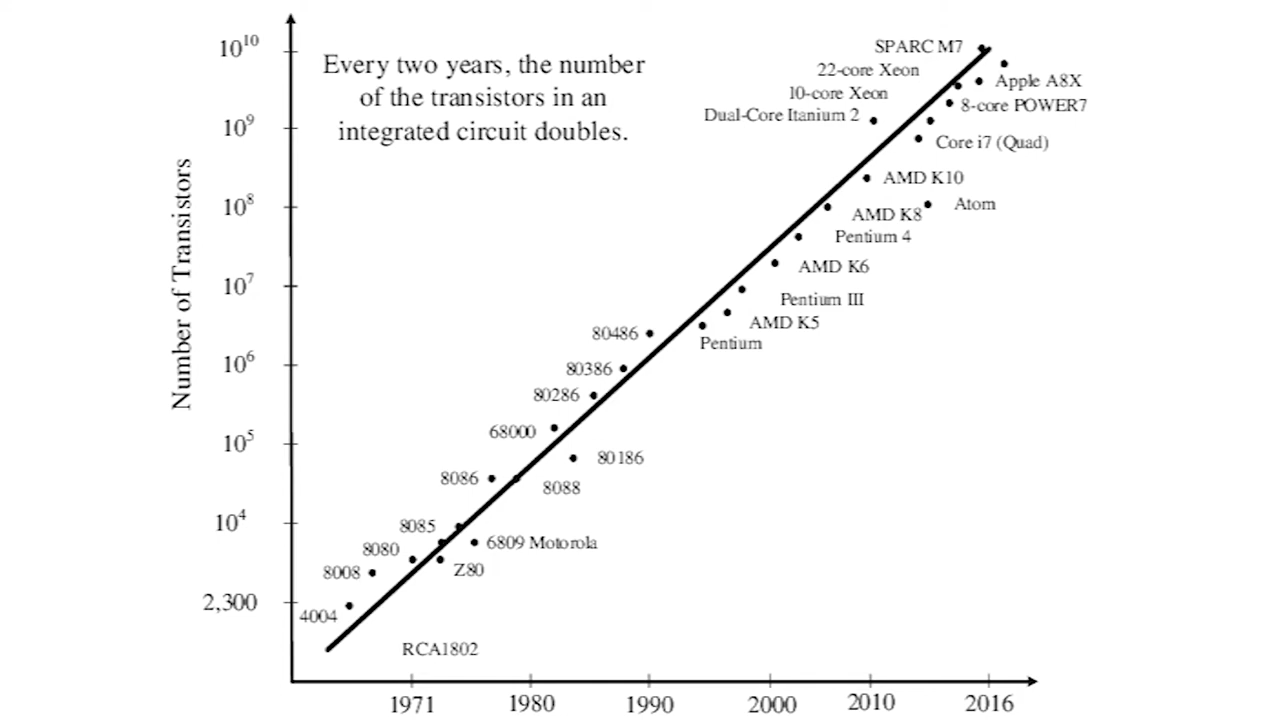 10^10
10^9
10^8
10^7
10^6
10^5
10^4
2,300
Number of Transistors
Every two years, the number
of the transistors in an
integrated circuit doubles.
SPARC M7
22-core Xeon
10-core Xeon
Dual-Core Itanium 2
Apple A8X
8-core POWER7
Core i7 (Quad)
AMD K10
Atom
AMD K8
Pentium 4
AMD K6
Pentium III
AMD K5
Pentium
80486
80386
80286
68000
80186
8086
8088
8085
6809 Motorola
8080
Z80
8008
4004
RCA1802
1971
1980
1990
2000
2010
2016